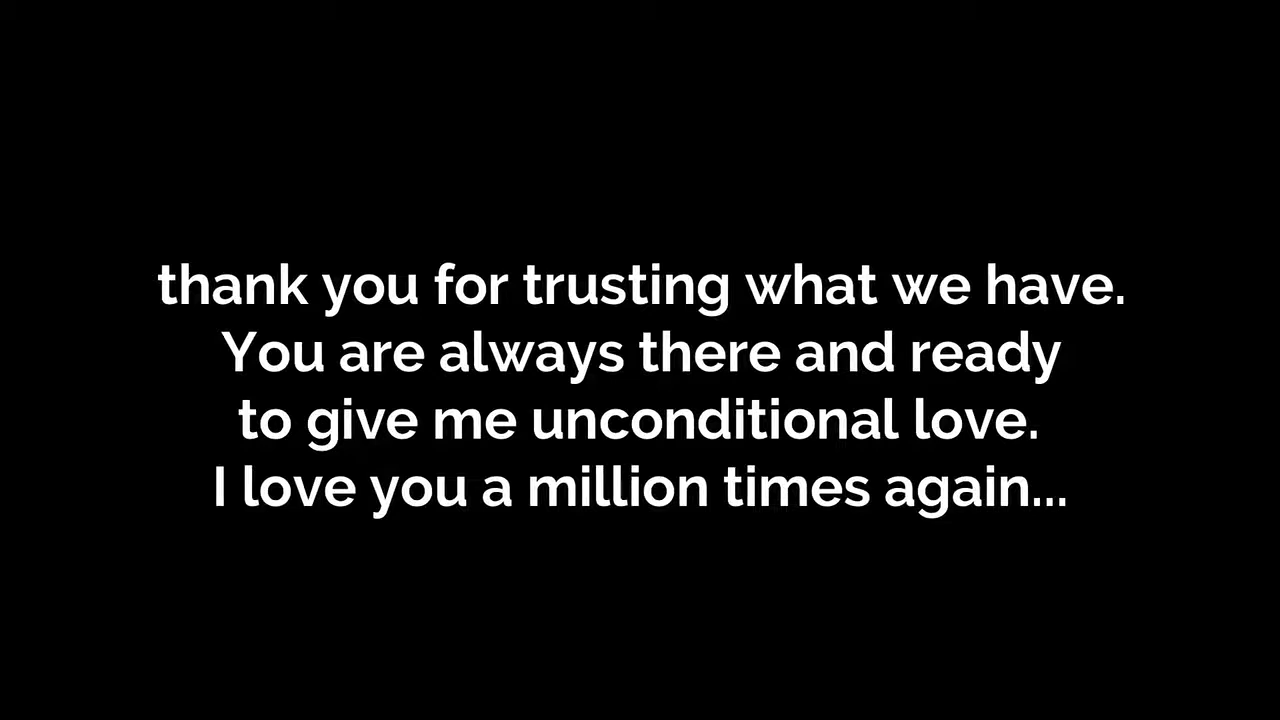 thank you for trusting what we have.
You are always there and ready
to give me unconditional love.
I love you a million times again...